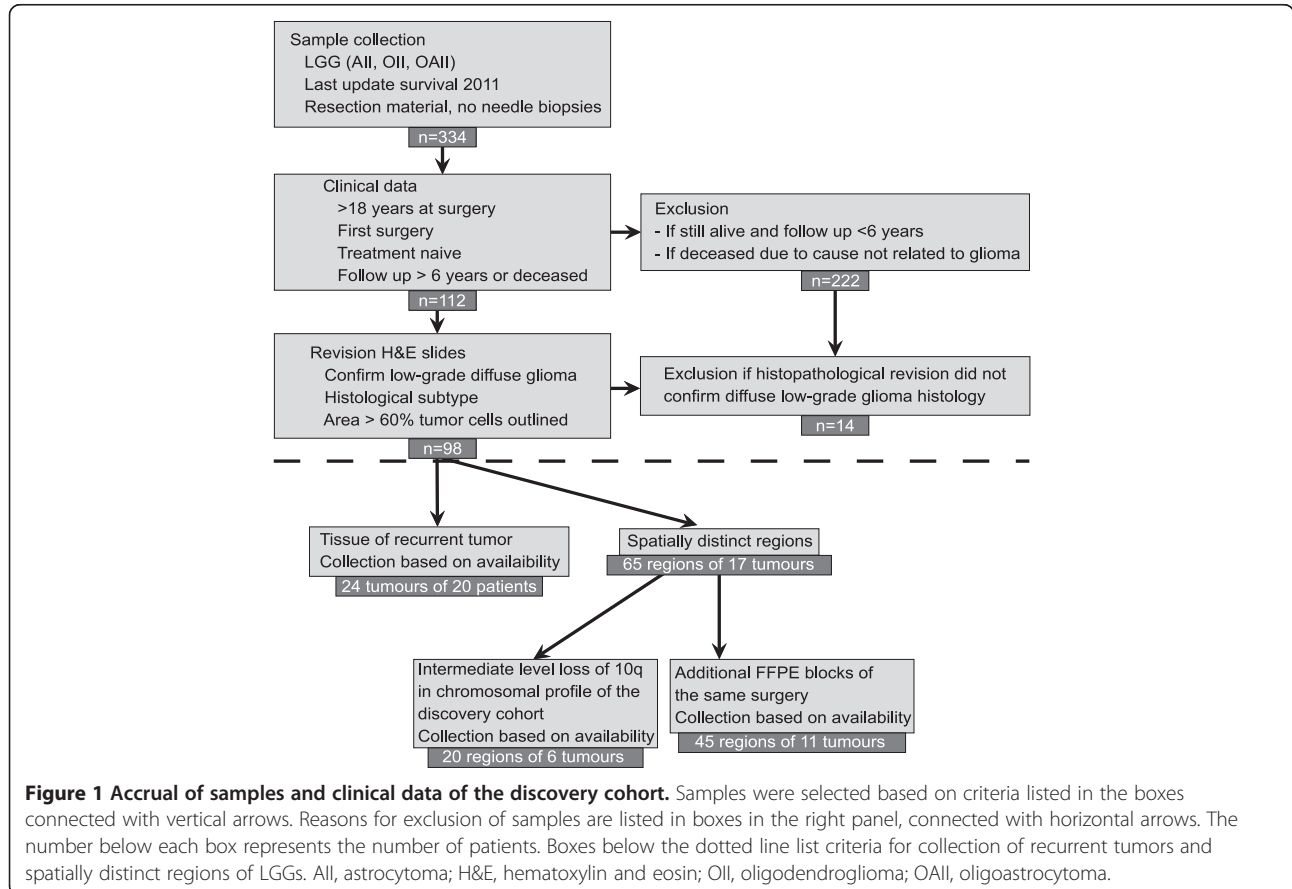 Sample collection
LGG (AII, OII, OAII)
Last update survival 2011
Resection material, no needle biopsies
n=334
Clinical data
>18 years at surgery
First surgery
Treatment naive
Follow up > 6 years or deceased
n=112
Exclusion
- If still alive and follow up <6 years
- If deceased due to cause not related to glioma
n=222
Revision H&E slides
Confirm low-grade diffuse glioma
Histological subtype
Area > 60% tumor cells outlined
n=98
Exclusion if histopathological revision did not
confirm diffuse low-grade glioma histology
n=14
Tissue of recurrent tumor
Collection based on availaibility
24 tumours of 20 patients
Spatially distinct regions
65 regions of 17 tumours
Intermediate level loss of 10q
in chromosomal profile of the
discovery cohort
Collection based on availability
20 regions of 6 tumours
Additional FFPE blocks of
the same surgery
Collection based on availability
45 regions of 11 tumours
Figure 1 Accrual of samples and clinical data of the discovery cohort. Samples were selected based on criteria listed in the boxes
connected with vertical arrows. Reasons for exclusion of samples are listed in boxes in the right panel, connected with horizontal arrows. The
number below each box represents the number of patients. Boxes below the dotted line list criteria for collection of recurrent tumors and
spatially distinct regions of LGGs. AII, astrocytoma; H&E, hematoxylin and eosin; OII, oligodendroglioma; OAII, oligoastrocytoma.